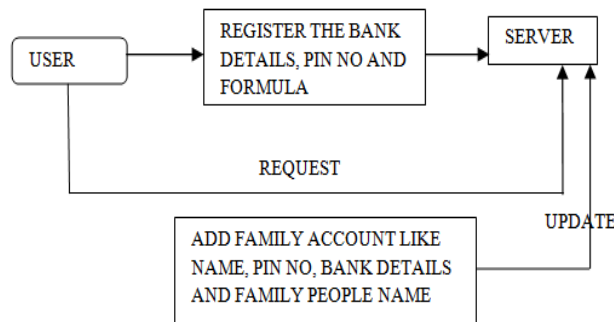 REGISTER THE BANK
DETAILS, PIN NO AND
FORMULA
USER
SERVER
REQUEST
UPDATE
ADD FAMILY ACCOUNT LIKE
NAME, PIN NO, BANK DETAILS
AND FAMILY PEOPLE NAME